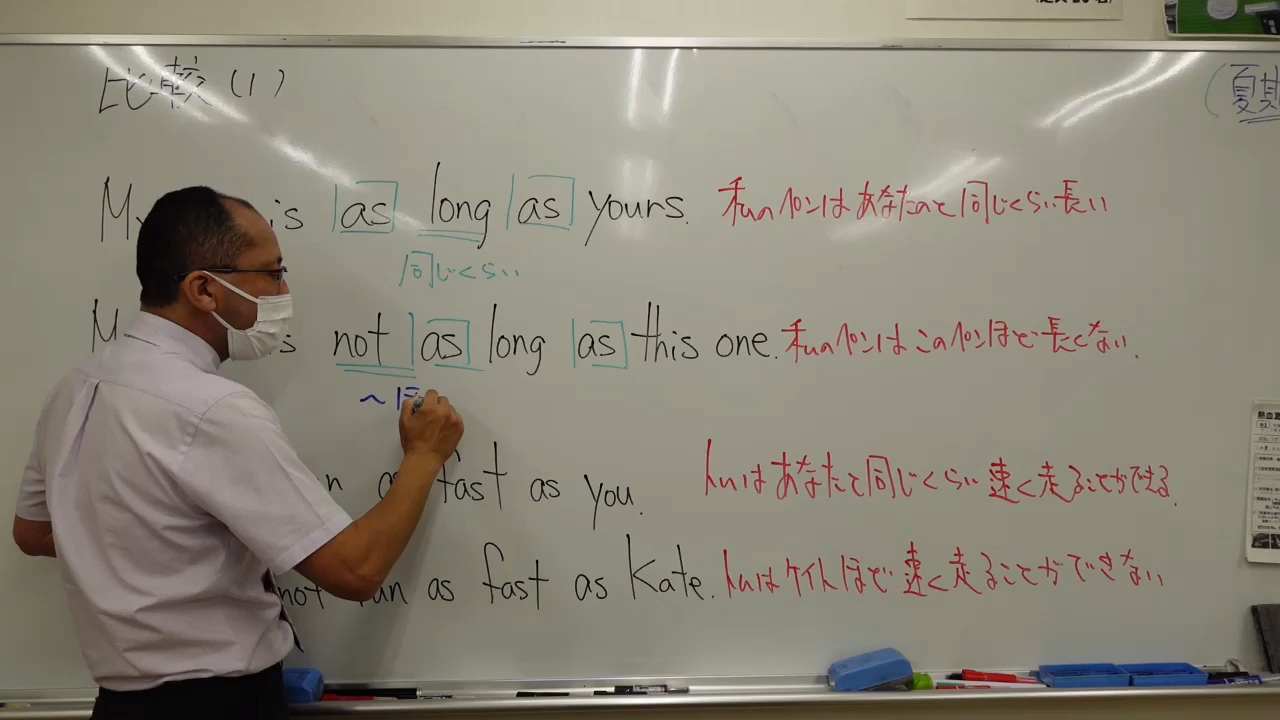 比較(1)
(夏期
My is as long as yours. 私のペンはあなたのと同じくらい長い
同じくらい
not as long as this one. 私のペンはこのペンほど長くない.
～ほ
as fast as you. トムはあなたと同じくらい速く走ることができる.
not run as fast as Kate. トムはケイトほど速く走ることができない